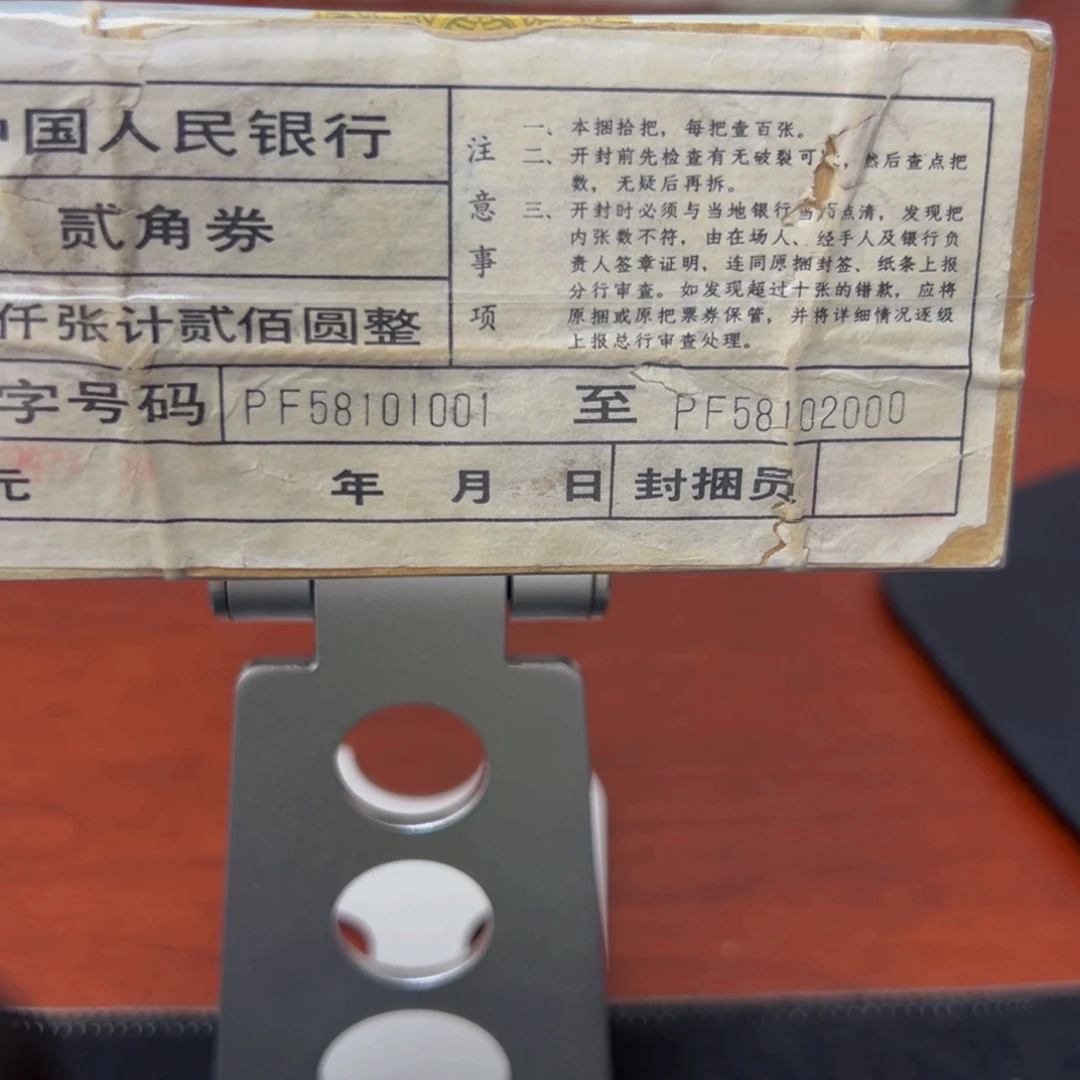 国人民银行
贰角券
仟张计贰佰圆整
字号码 PF58101001 至 PF58102000
元 年 月 日 封捆员
注意事项
一、本捆拾把，每把壹百张。
二、开封前先检查有无破裂可，然后查点把
数，无疑后再拆。
三、开封时必须与当地银行当点清，发现把
内张数不符，由在场人、经手人及银行负
责人签章证明，连同原捆封签、纸条上报
分行审查。如发现超过十张的错款，应将
原捆或原把票券保管，并将详细情况逐级
上报总行审查处理。